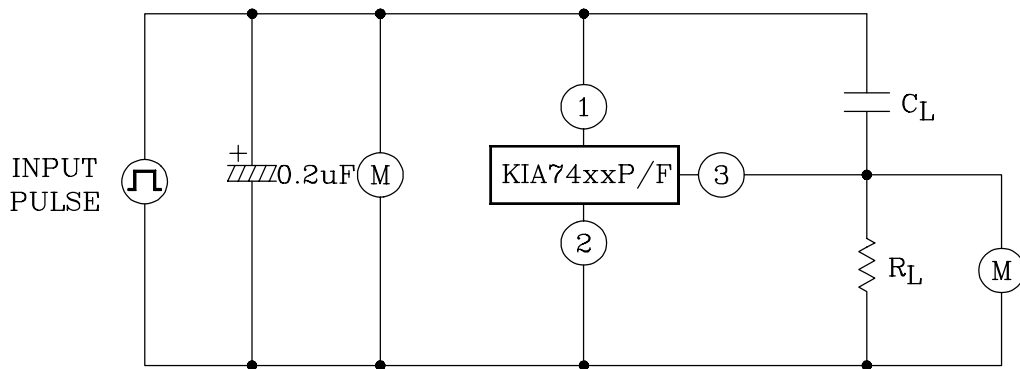 INPUT
PULSE
+
0.2uF
M
1
KIA74xxP/F
3
2
CL
RL
M